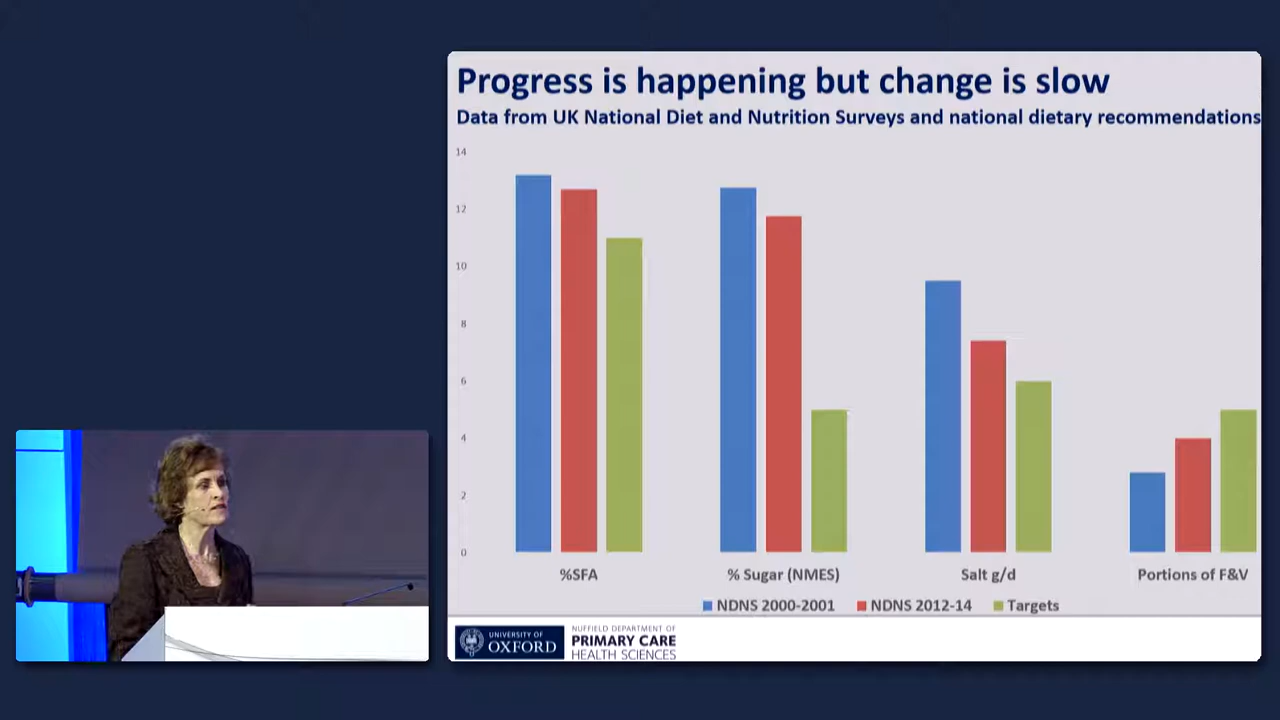 Progress is happening but change is slow
Data from UK National Diet and Nutrition Surveys and national dietary recommendations
14
12
10
8
6
4
2
0
%SFA
% Sugar (NMES)
Salt g/d
Portions of F&V
NDNS 2000-2001
NDNS 2012-14
Targets
UNIVERSITY OF
OXFORD
NUFFIELD DEPARTMENT OF
PRIMARY CARE
HEALTH SCIENCES